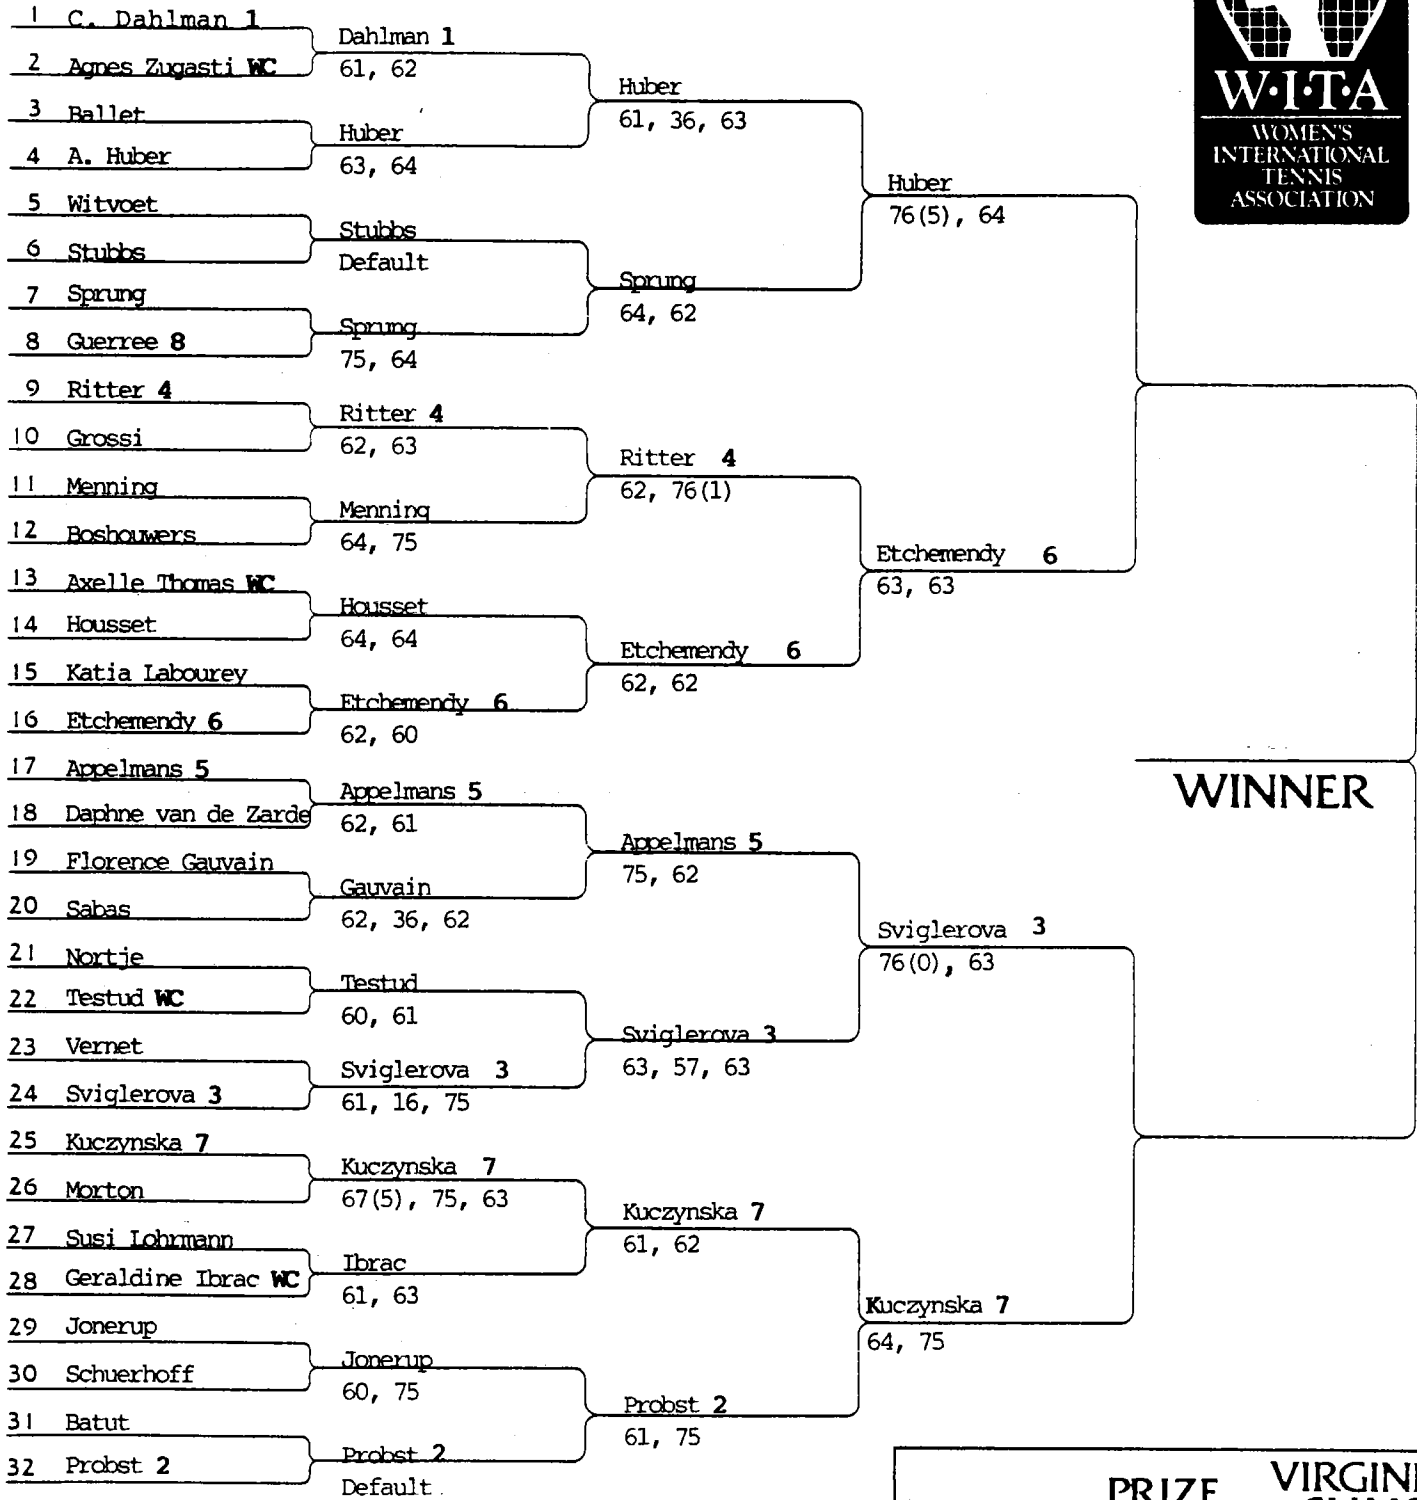 1 C. Dahlman 1
2 Agnes Zugasti WC
3 Ballet
4 A. Huber
5 Witvoet
6 Stubbs
7 Sprung
8 Guerree 8
9 Ritter 4
10 Grossi
11 Menning
12 Boshouwers
13 Axelle Thomas WC
14 Housset
15 Katia Labourey
16 Etchemendy 6
17 Appelmans 5
18 Daphne van de Zarde
19 Florence Gauvain
20 Sabas
21 Nortje
22 Testud WC
23 Vernet
24 Sviglerova 3
25 Kuczynska 7
26 Morton
27 Susi Lohrmann
28 Geraldine Ibrac WC
29 Jonerup
30 Schuerhoff
31 Batut
32 Probst 2
Dahlman 1
61, 62
Huber
63, 64
Stubbs
Default
Sprung
75, 64
Ritter 4
62, 63
Menning
64, 75
Housset
64, 64
Etchemendy 6
62, 60
Appelmans 5
62, 61
Gauvain
62, 36, 62
Testud
60, 61
Sviglerova 3
61, 16, 75
Kuczynska 7
67(5), 75, 63
Ibrac
61, 63
Jonerup
60, 75
Probst 2
Default
Huber
61, 36, 63
Sprung
64, 62
Ritter 4
62, 76(1)
Etchemendy 6
62, 62
Appelmans 5
75, 62
Sviglerova 3
63, 57, 63
Kuczynska 7
61, 62
Probst 2
61, 75
Huber
76(5), 64
Etchemendy 6
63, 63
Sviglerova 3
76(0), 63
Kuczynska 7
64, 75
WINNER
W·I·T·A
WOMEN'S
INTERNATIONAL
TENNIS
ASSOCIATION
PRIZE
VIRGINI